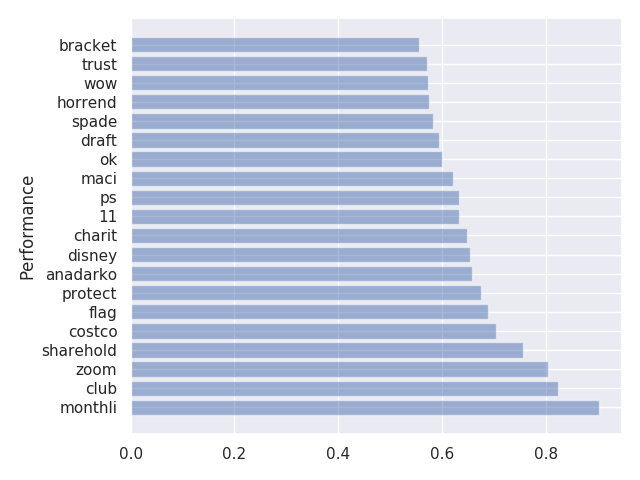 bracket
trust
wow
horrend
spade
draft
ok
maci
ps
11
charit
disney
anadarko
protect
flag
costco
sharehold
zoom
club
monthli
Performance
0.0 0.2 0.4 0.6 0.8